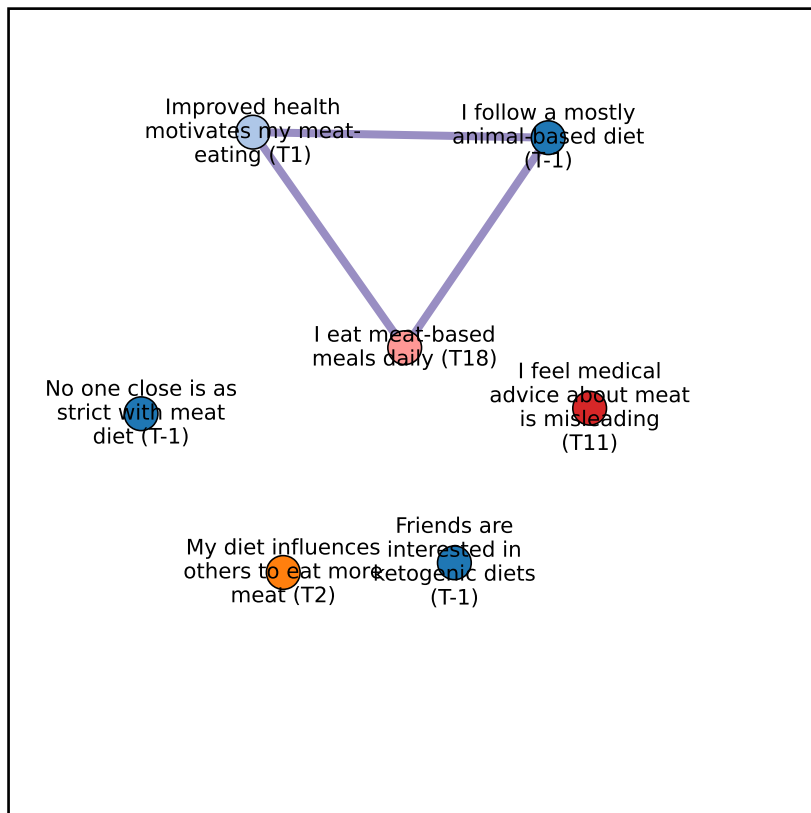 Improved health
motivates my meat-
eating (T1)
I follow a mostly
animal-based diet
(T-1)
I eat meat-based
meals daily (T18)
I feel medical
advice about meat
is misleading
(T11)
No one close is as
strict with meat
diet (T-1)
My diet influences
others to eat more
meat (T2)
Friends are
interested in
ketogenic diets
(T-1)